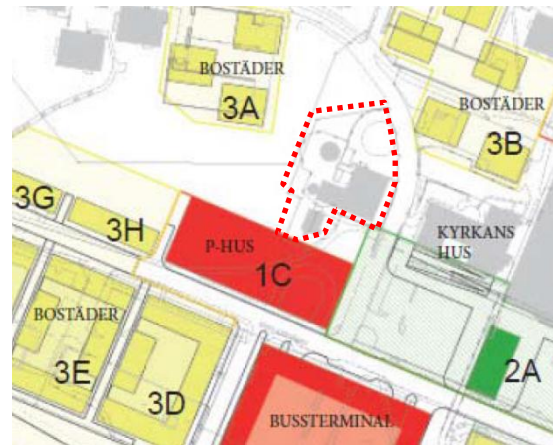 BOSTÄDER
3A
BOSTÄDER
3B
3G
3H
P-HUS
1C
KYRKANS
HUS
BOSTÄDER
3E
3D
2A
BUSSTERMINAL